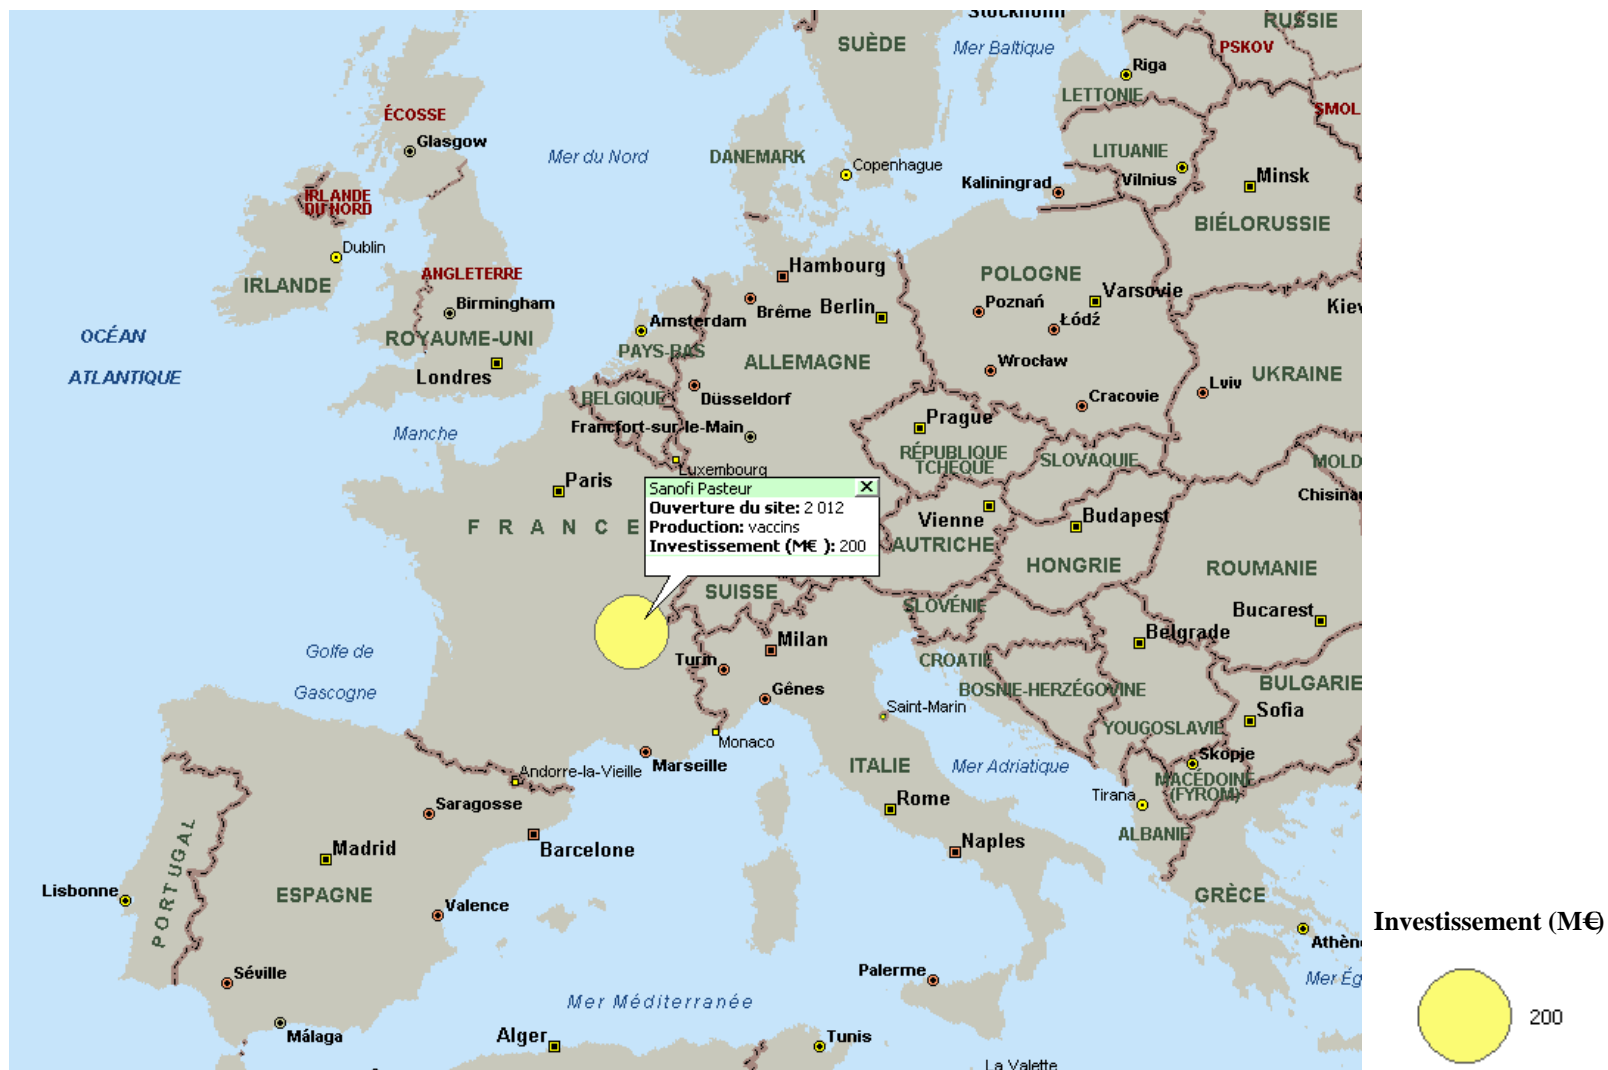 Stockholm
RUSSIE
SUÈDE
Mer Baltique
PSKOV
Riga
LETTONIE
ÉCOSSE
SMOL
Glasgow
Mer du Nord
DANEMARK
Copenhague
LITUANIE
Kaliningrad
Vilnius
Minsk
IRLANDE
DU NORD
BIÉLORUSSIE
Dublin
IRLANDE
ANGLETERRE
Hambourg
POLOGNE
Birmingham
Brême
Berlin
Poznań
Varsovie
Kiev
OCÉAN
ATLANTIQUE
ROYAUME-UNI
Amsterdam
Łódź
PAYS-BAS
ALLEMAGNE
Wrocław
Londres
UKRAINE
BELGIQUE
Düsseldorf
Cracovie
Lviv
Manche
Francfort-sur-le-Main
Prague
RÉPUBLIQUE
TCHÈQUE
SLOVAQUIE
MOLD
Luxembourg
Paris
Sanofi Pasteur
Ouverture du site: 2 012
Production: vaccins
Investissement (M€ ): 200
Chisinau
FRANCE
Vienne
Budapest
AUTRICHE
HONGRIE
ROUMANIE
SUISSE
SLOVÉNIE
Bucarest
Golfe de
Gascogne
Milan
Belgrade
Turin
CROATIE
Gênes
BOSNIE-HERZÉGOVINE
BULGARIE
Saint-Marin
Sofia
Monaco
YOUGOSLAVIE
Skopje
Andorre-la-Vieille
Marseille
ITALIE
Mer Adriatique
MACÉDOINE
(FYROM)
Saragosse
Rome
Tirana
ALBANIE
PORTUGAL
Madrid
Barcelone
Naples
Lisbonne
ESPAGNE
Valence
GRÈCE
Athène
Investissement (M€)
Séville
Palerme
Mer Ég
Mer Méditerranée
200
Málaga
Alger
Tunis
La Valette